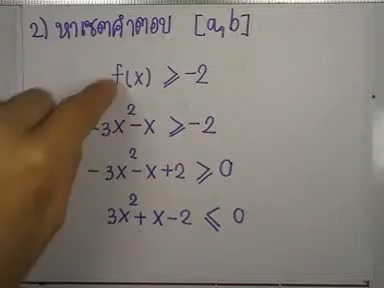 2) หาเซตคำตอบ [a,b]
f(x) ⩾ -2
-3x²-x ⩾ -2
-3x²-x+2 ⩾ 0
3x²+x-2 ⩽ 0